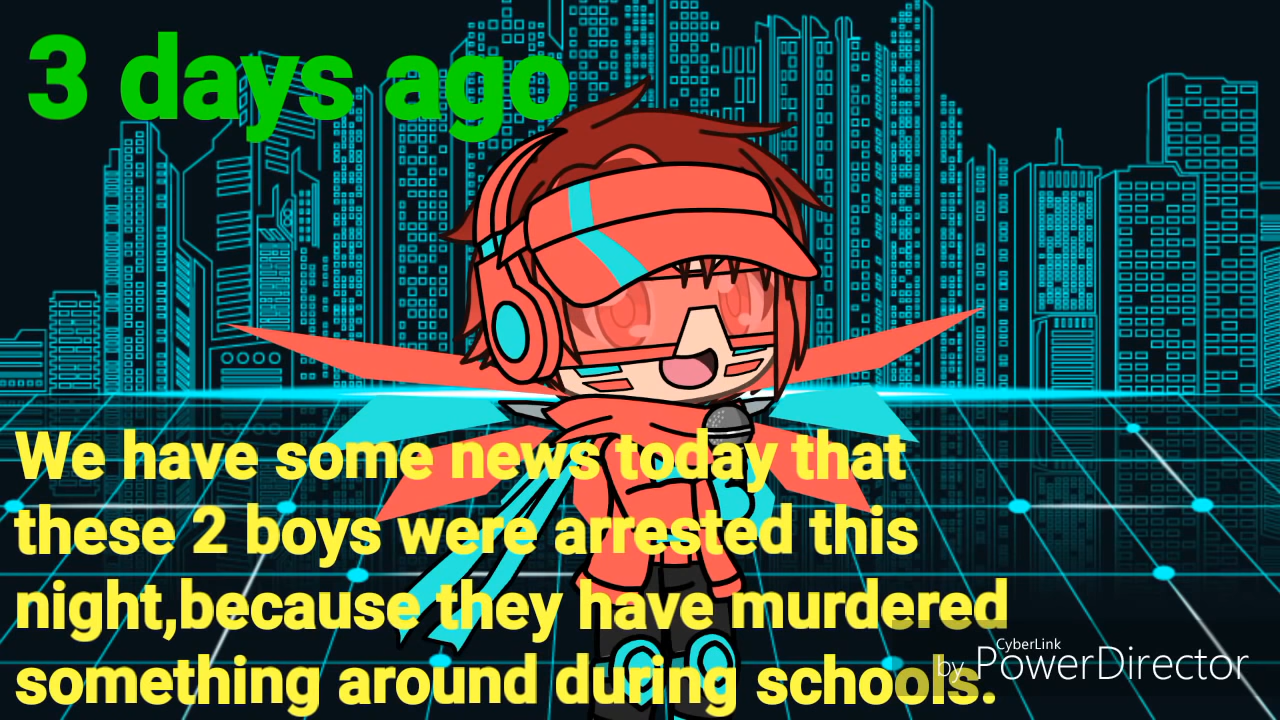 3 days ago
We have some news today that
these 2 boys were arrested this
night,because they have murdered
something around during schools.
CyberLink
by PowerDirector